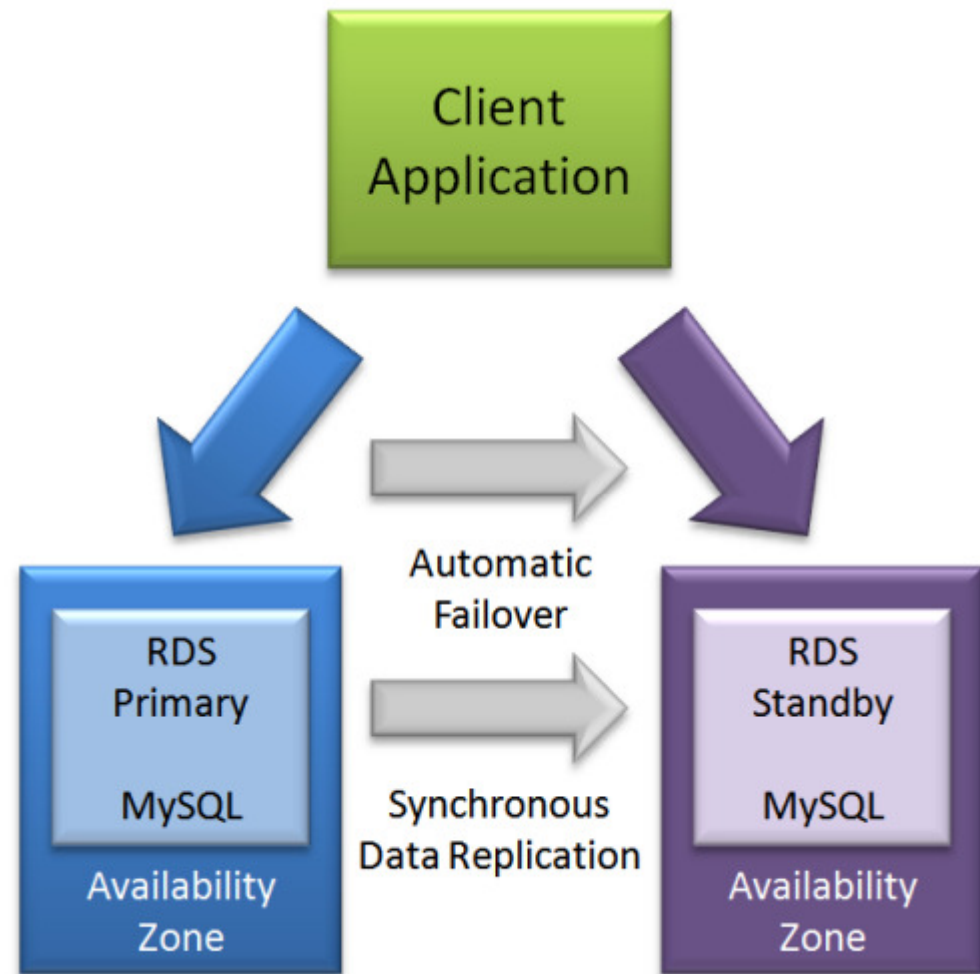 Client
Application
Automatic
Failover
RDS
Primary
MySQL
Availability
Zone
Synchronous
Data Replication
RDS
Standby
MySQL
Availability
Zone